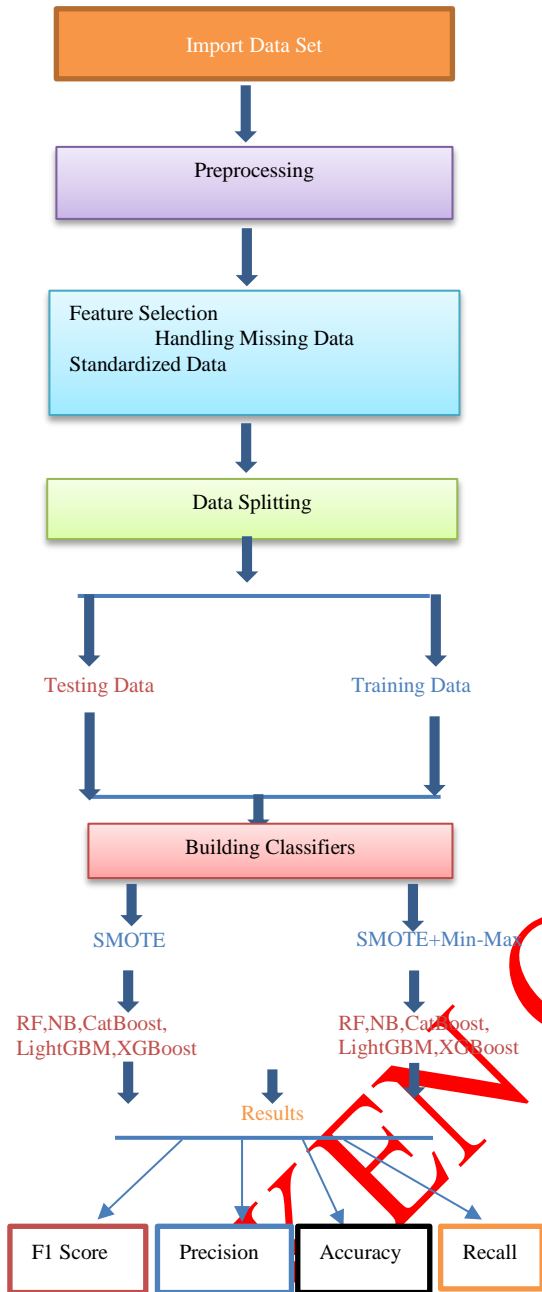 Import Data Set
Preprocessing
Feature Selection
Handling Missing Data
Standardized Data
Data Splitting
Testing Data
Training Data
Building Classifiers
SMOTE
SMOTE+Min-Max
RF,NB,CatBoost,
LightGBM,XGBoost
RF,NB,CatBoost,
LightGBM,XGBoost
Results
F1 Score
Precision
Accuracy
Recall